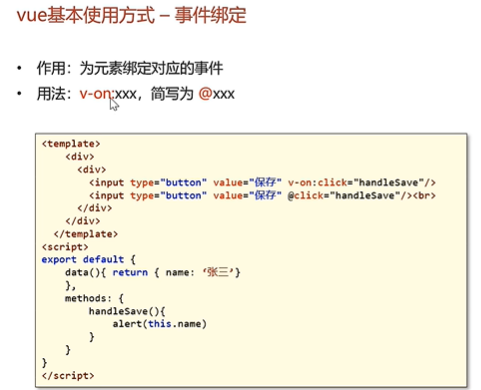 vue基本使用方式 – 事件绑定
• 作用：为元素绑定对应的事件
• 用法：v-on:xxx，简写为 @xxx
<template>
    <div>
      <div>
        <input type="button" value="保存" v-on:click="handleSave"/>
        <input type="button" value="保存" @click="handleSave"/><br>
      </div>
    </div>
  </template>
<script>
export default {
    data(){ return { name: '张三'}
    },
    methods: {
        handleSave(){
            alert(this.name)
        }
    }
}
</script>